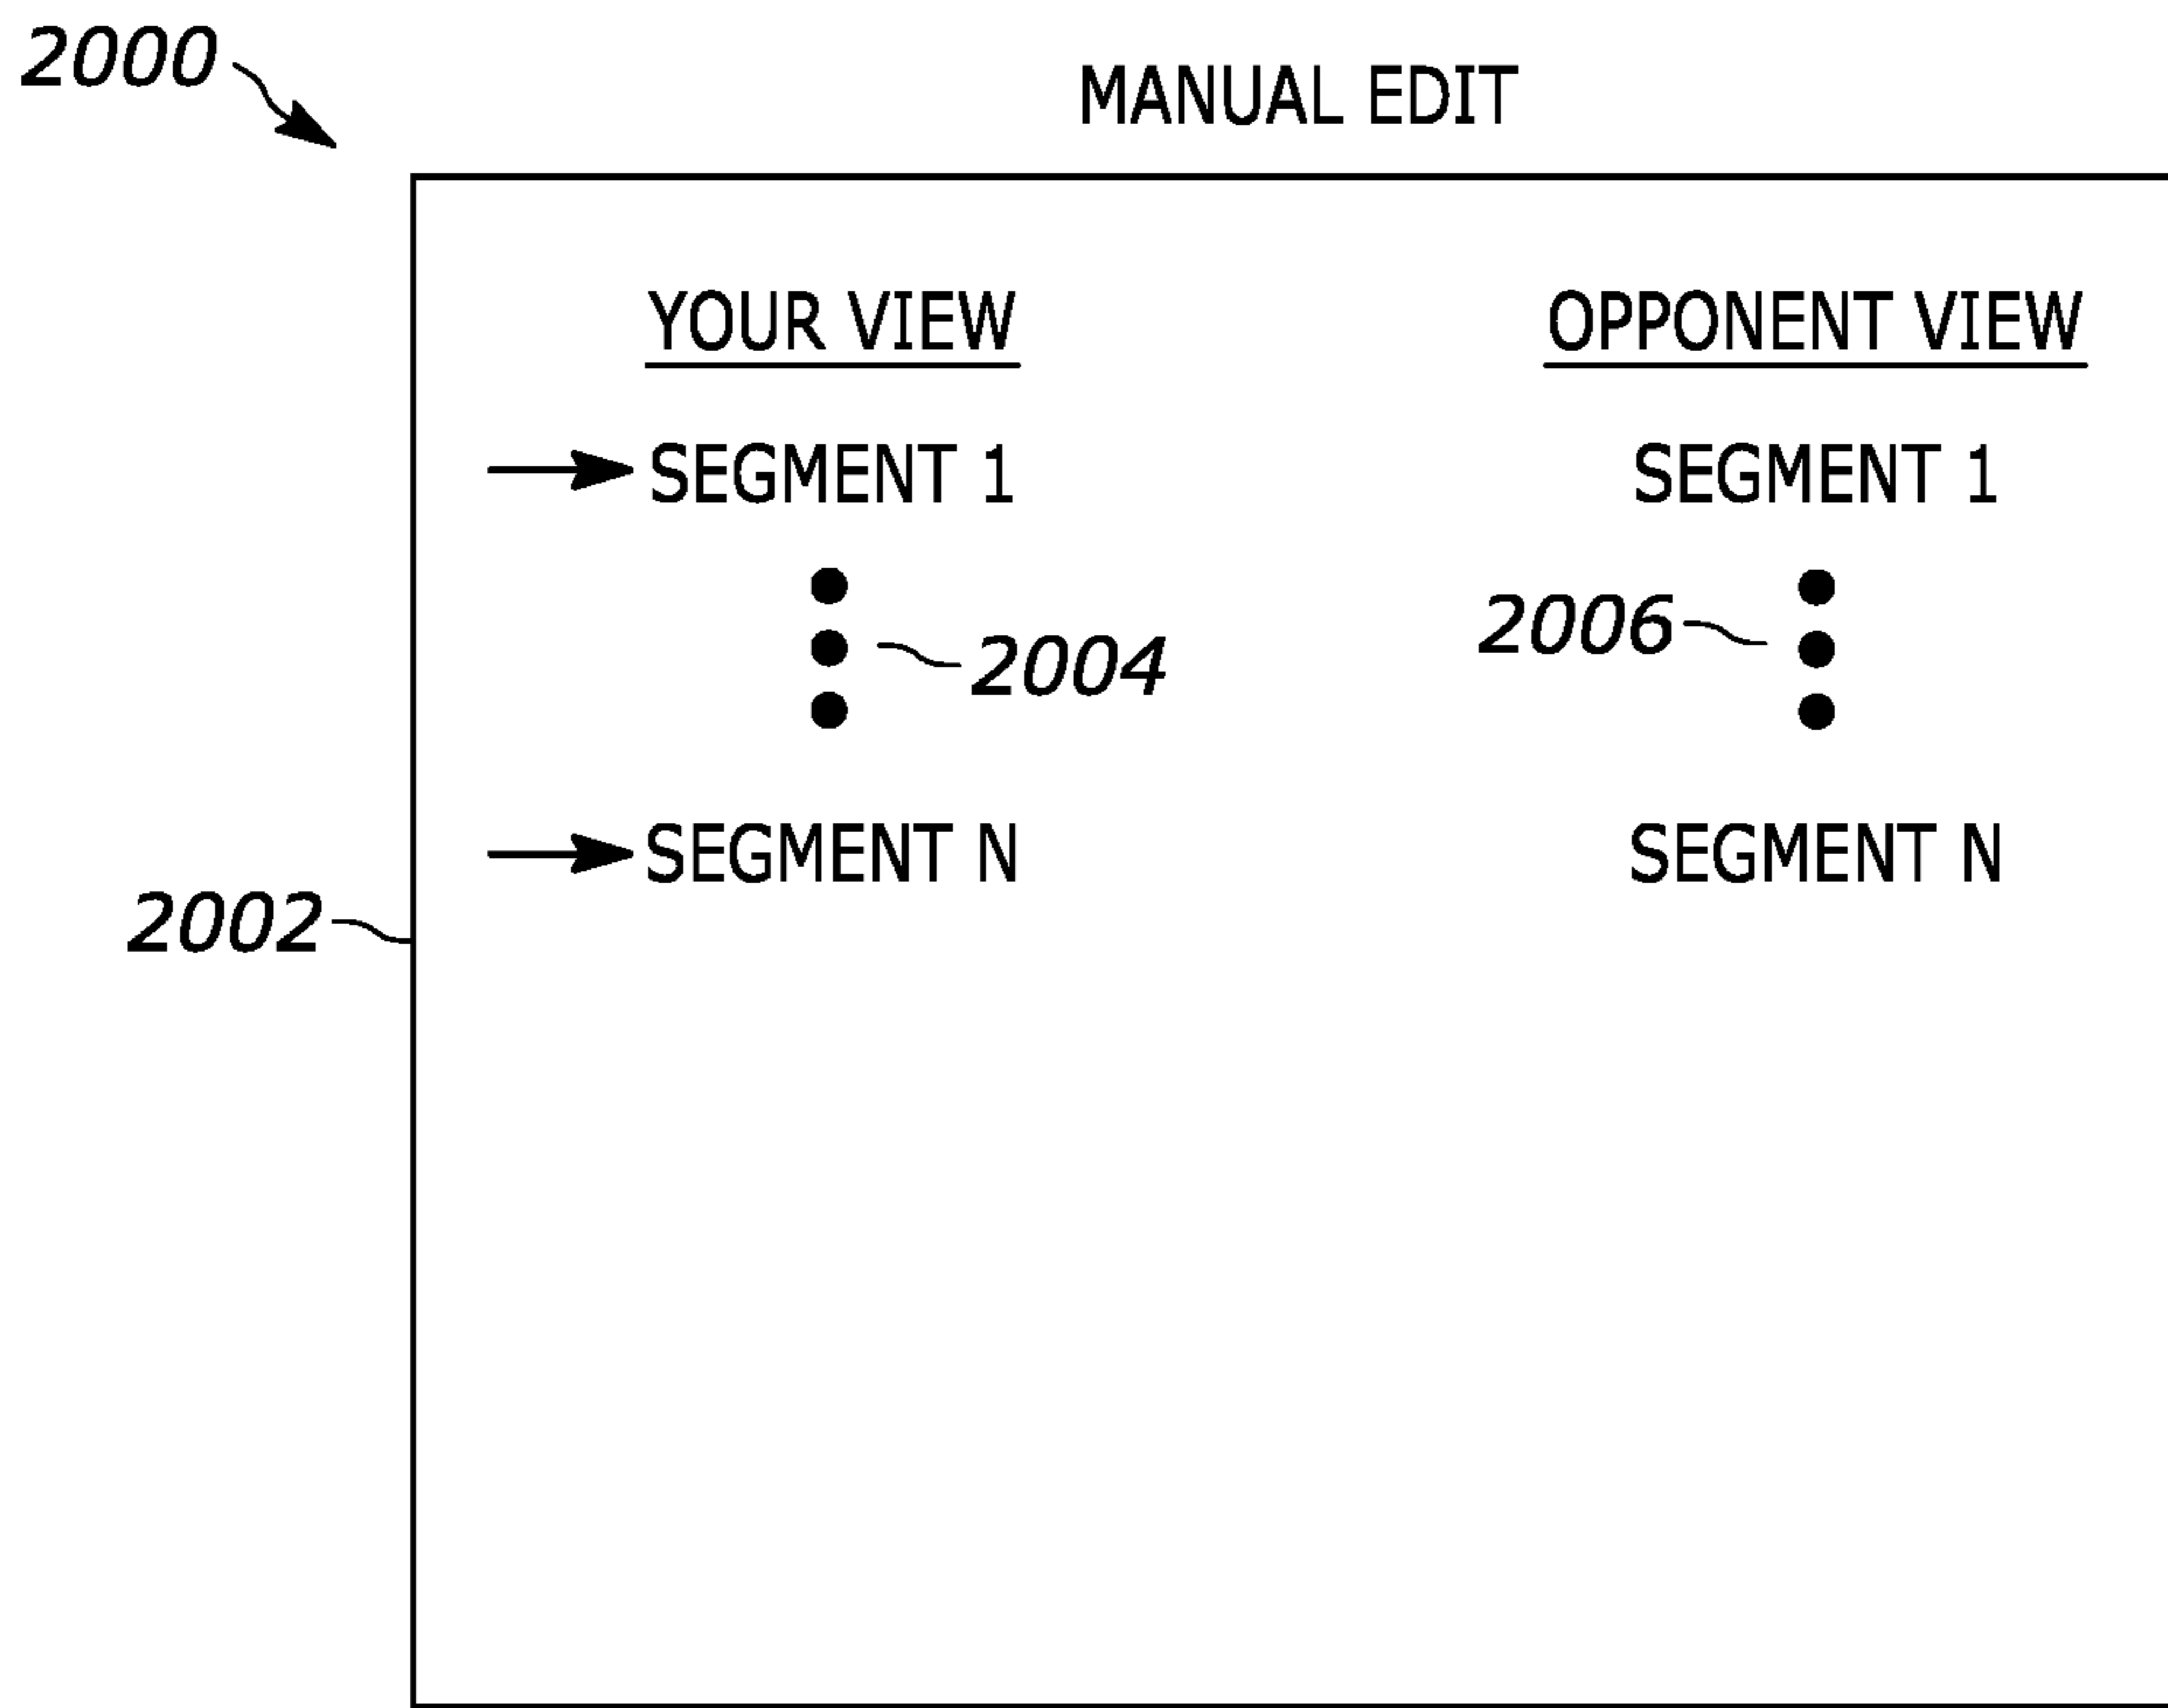 2000
MANUAL EDIT
YOUR VIEW OPPONENT VIEW
SEGMENT 1 SEGMENT 1
2006
2004
SEGMENT N SEGMENT N
2002